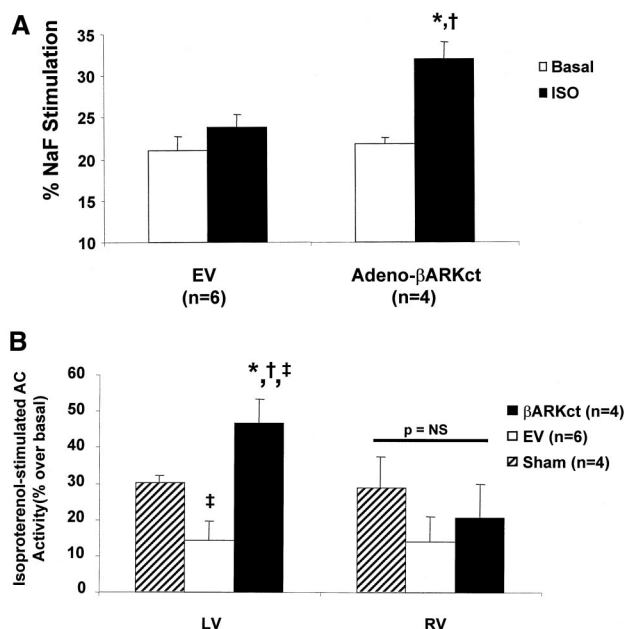 A
*,†
% NaF Stimulation
35
30
25
20
15
10
Basal
ISO
EV
(n=6)
Adeno-βARKct
(n=4)
B
Isoproterenol-stimulated AC
Activity(% over basal)
60
50
40
30
20
10
0
‡
*,†,‡
p = NS
βARKct (n=4)
EV (n=6)
Sham (n=4)
LV
RV